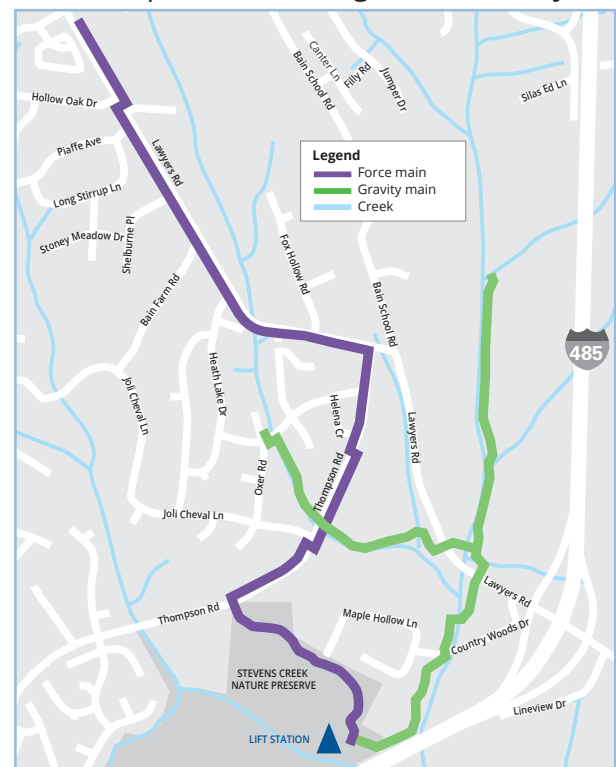 Canter Ln
Bain School Rd
Filly Rd
Jumper Dr
Silas Ed Ln
Hollow Oak Dr
Piaffe Ave
Lawyers Rd
Long Stirrup Ln
Stoney Meadow Dr
Shelburne Pl
Legend
Force main
Gravity main
Creek
Fox Hollow Rd
Bain Farm Rd
Bain School Rd
485
Heath Lake Dr
Joli Cheval Ln
Helena Cr
Lawyers Rd
Oxer Rd
Thompson Rd
Joli Cheval Ln
Thompson Rd
Maple Hollow Ln
Lawyers Rd
Country Woods Dr
STEVENS CREEK
NATURE PRESERVE
Lineview Dr
LIFT STATION